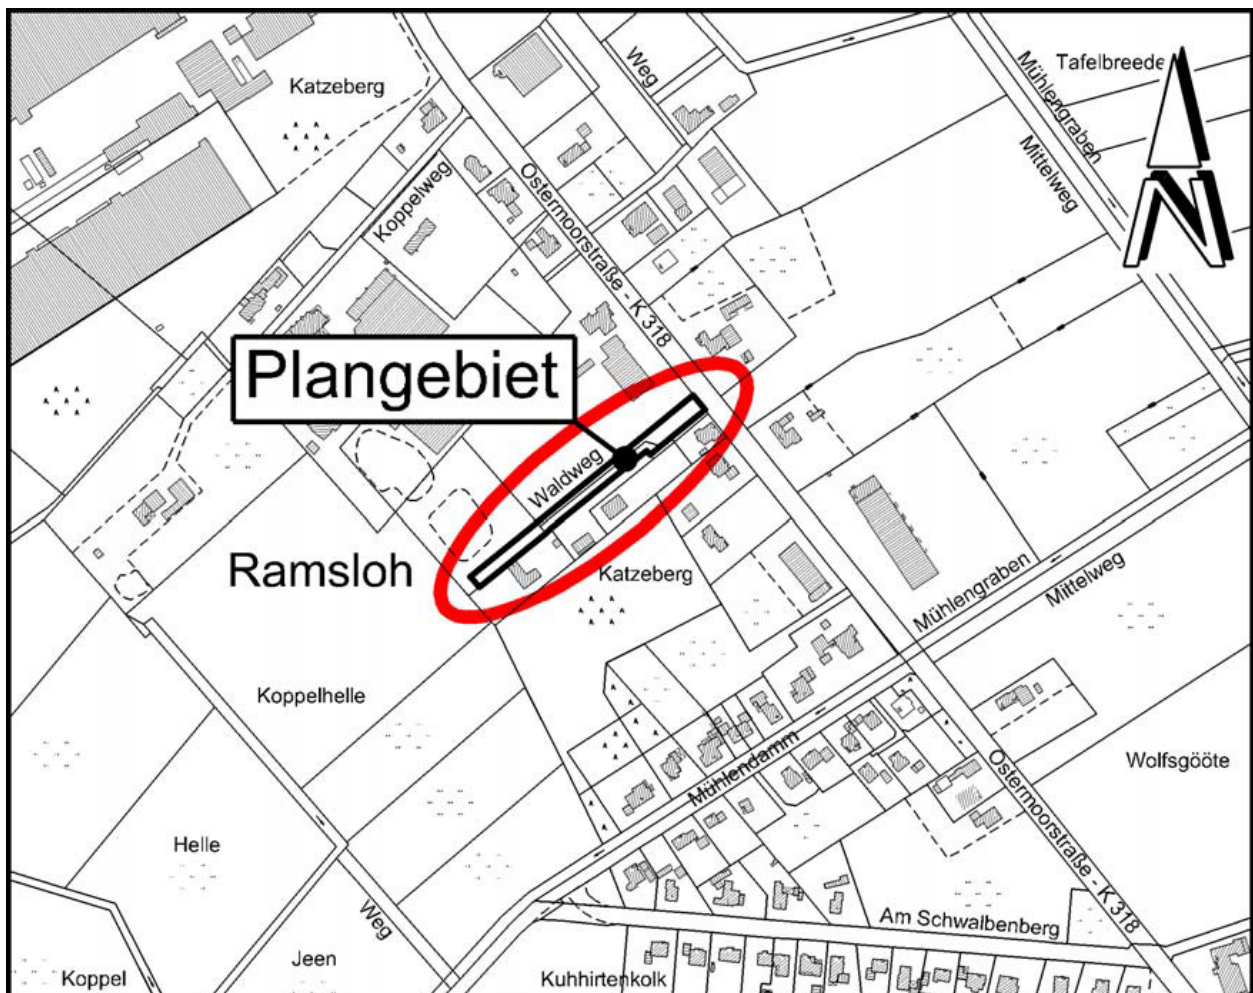 Tafelbreede
Katzeberg
Weg
Mühlengraben
Mittelweg
Koppelweg
Ostermoorstraße - K 318
N
Plangebiet
Waldweg
Ramsloh
Katzeberg
Mühlengraben
Mittelweg
Koppelhelle
Mühlendamm
Ostermoorstraße - K 318
Wolfsgööte
Helle
Weg
Am Schwalbenberg
Jeen
Koppel
Kuhhirtenkolk